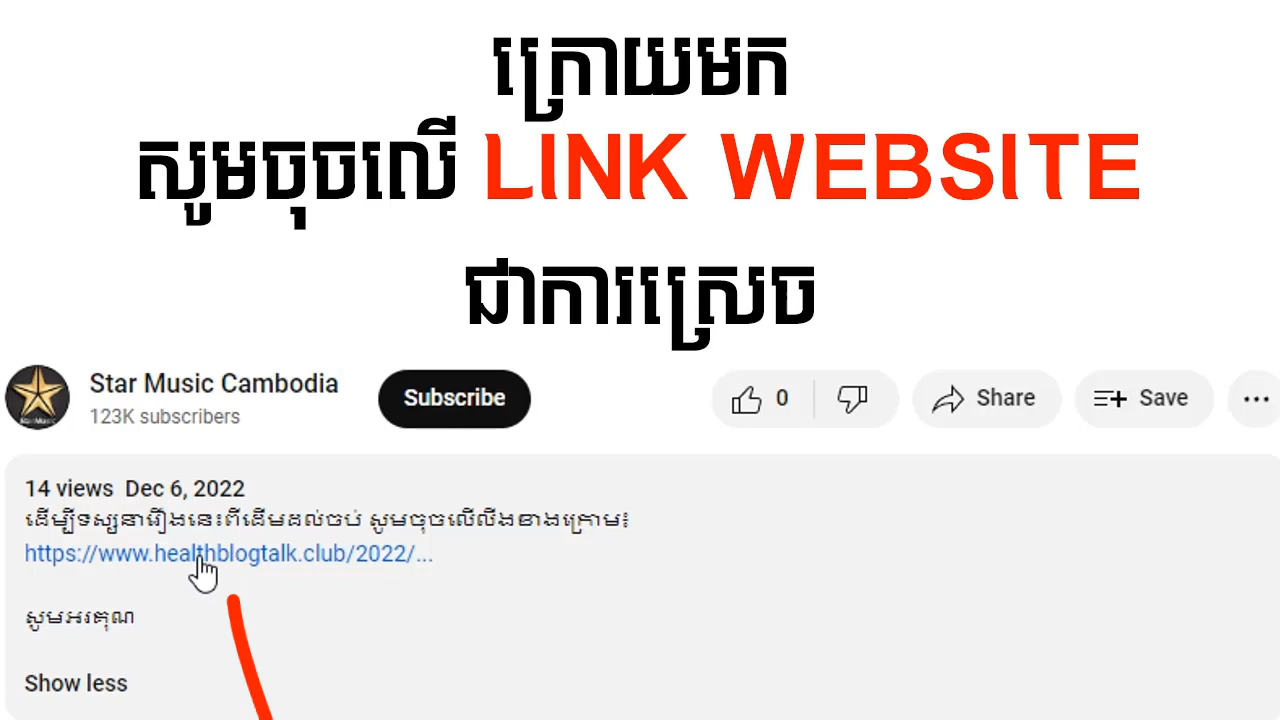 ក្រោយមក
សូមចុចលើ LINK WEBSITE
ជាការស្រេច
Star Music Cambodia
123K subscribers
Subscribe
0
Share
Save
14 views Dec 6, 2022
ដើម្បីទស្សនារឿងនេះពីដើមដល់ចប់ សូមចុចលើលីងខាងក្រោម៖
https://www.healthblogtalk.club/2022/...
សូមអរគុណ
Show less